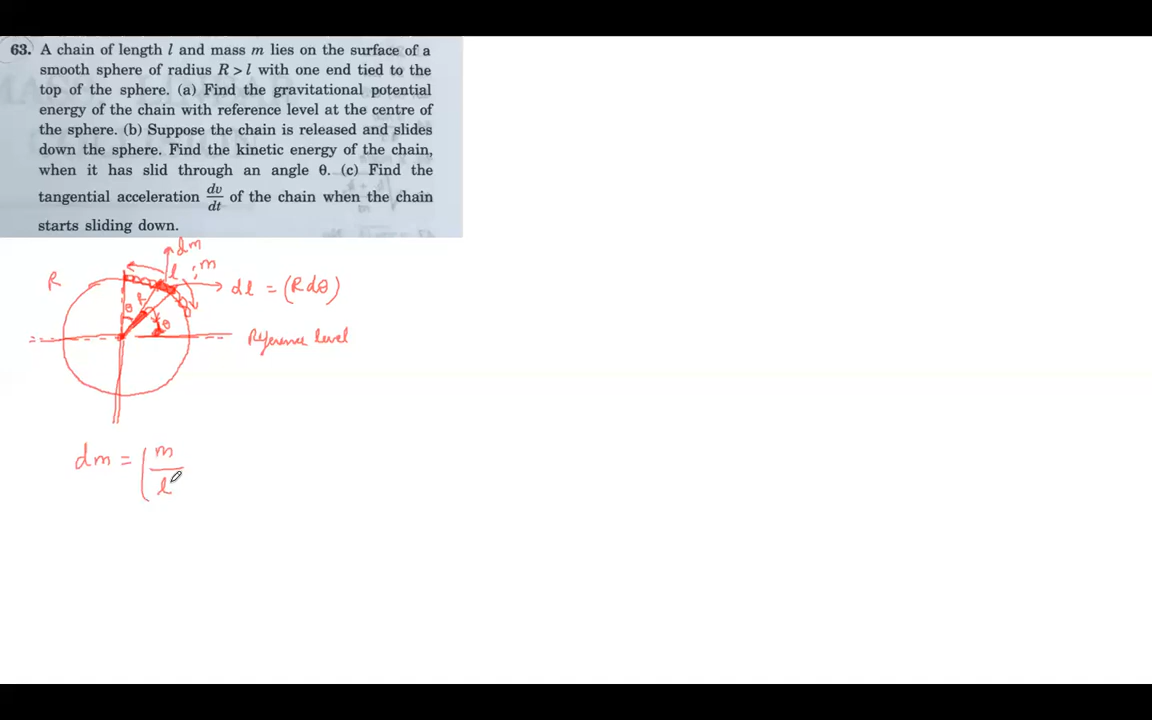 63. A chain of length l and mass m lies on the surface of a
smooth sphere of radius R > l with one end tied to the
top of the sphere. (a) Find the gravitational potential
energy of the chain with reference level at the centre of
the sphere. (b) Suppose the chain is released and slides
down the sphere. Find the kinetic energy of the chain,
when it has slid through an angle θ. (c) Find the
tangential acceleration dv/dt of the chain when the chain
starts sliding down.
dm
l ; m
R
dl = (R dθ)
θ
R
θ
Reference level
dm = ( m / l